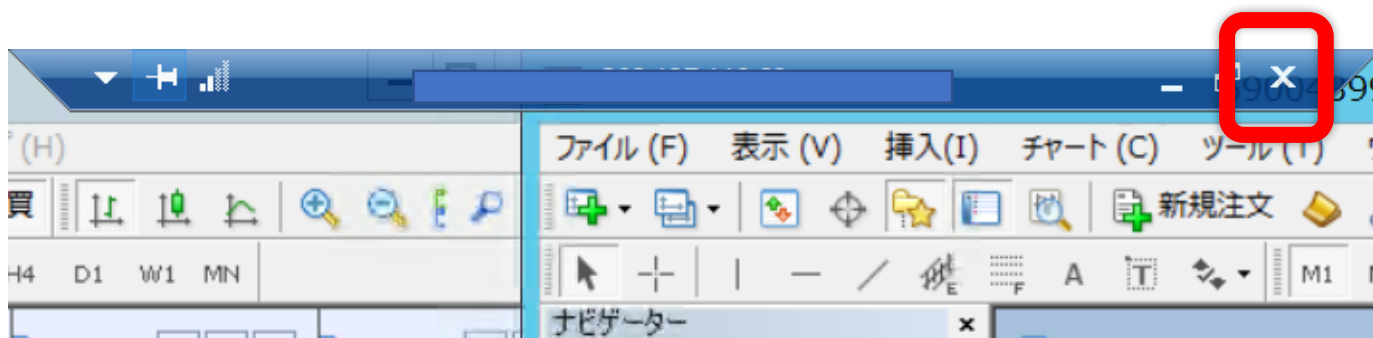 (H)
ファイル (F) 表示 (V) 挿入(I) チャート (C) ツール (T)
買
新規注文
H4 D1 W1 MN
E F A T M1
ナビゲーター